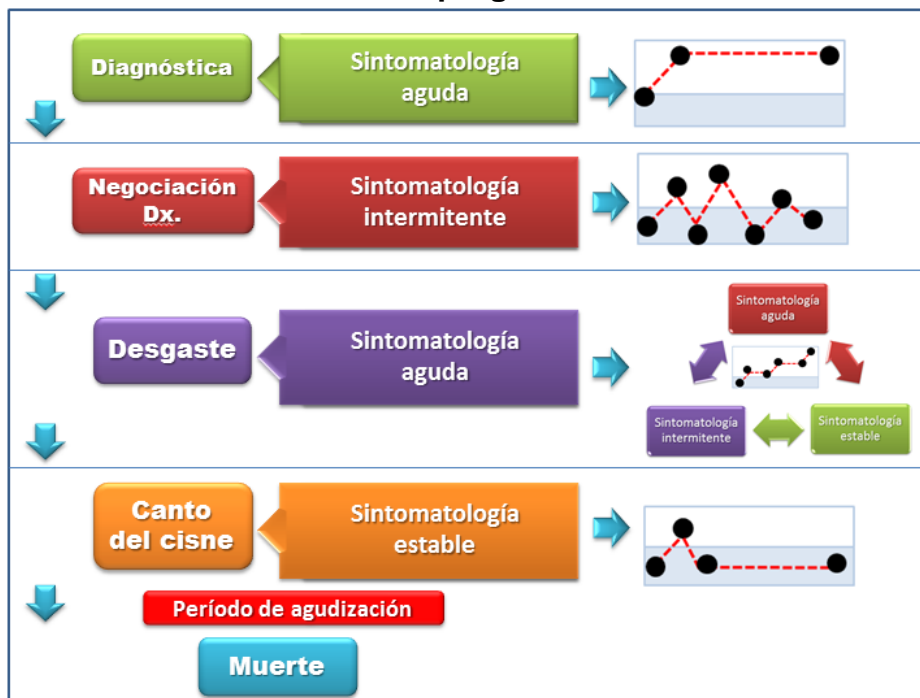 Diagnóstica
Sintomatología
aguda
Negociación
Dx.
Sintomatología
intermitente
Desgaste
Sintomatología
aguda
Sintomatología
aguda
Sintomatología
intermitente
Sintomatología
estable
Canto
del cisne
Sintomatología
estable
Período de agudización
Muerte